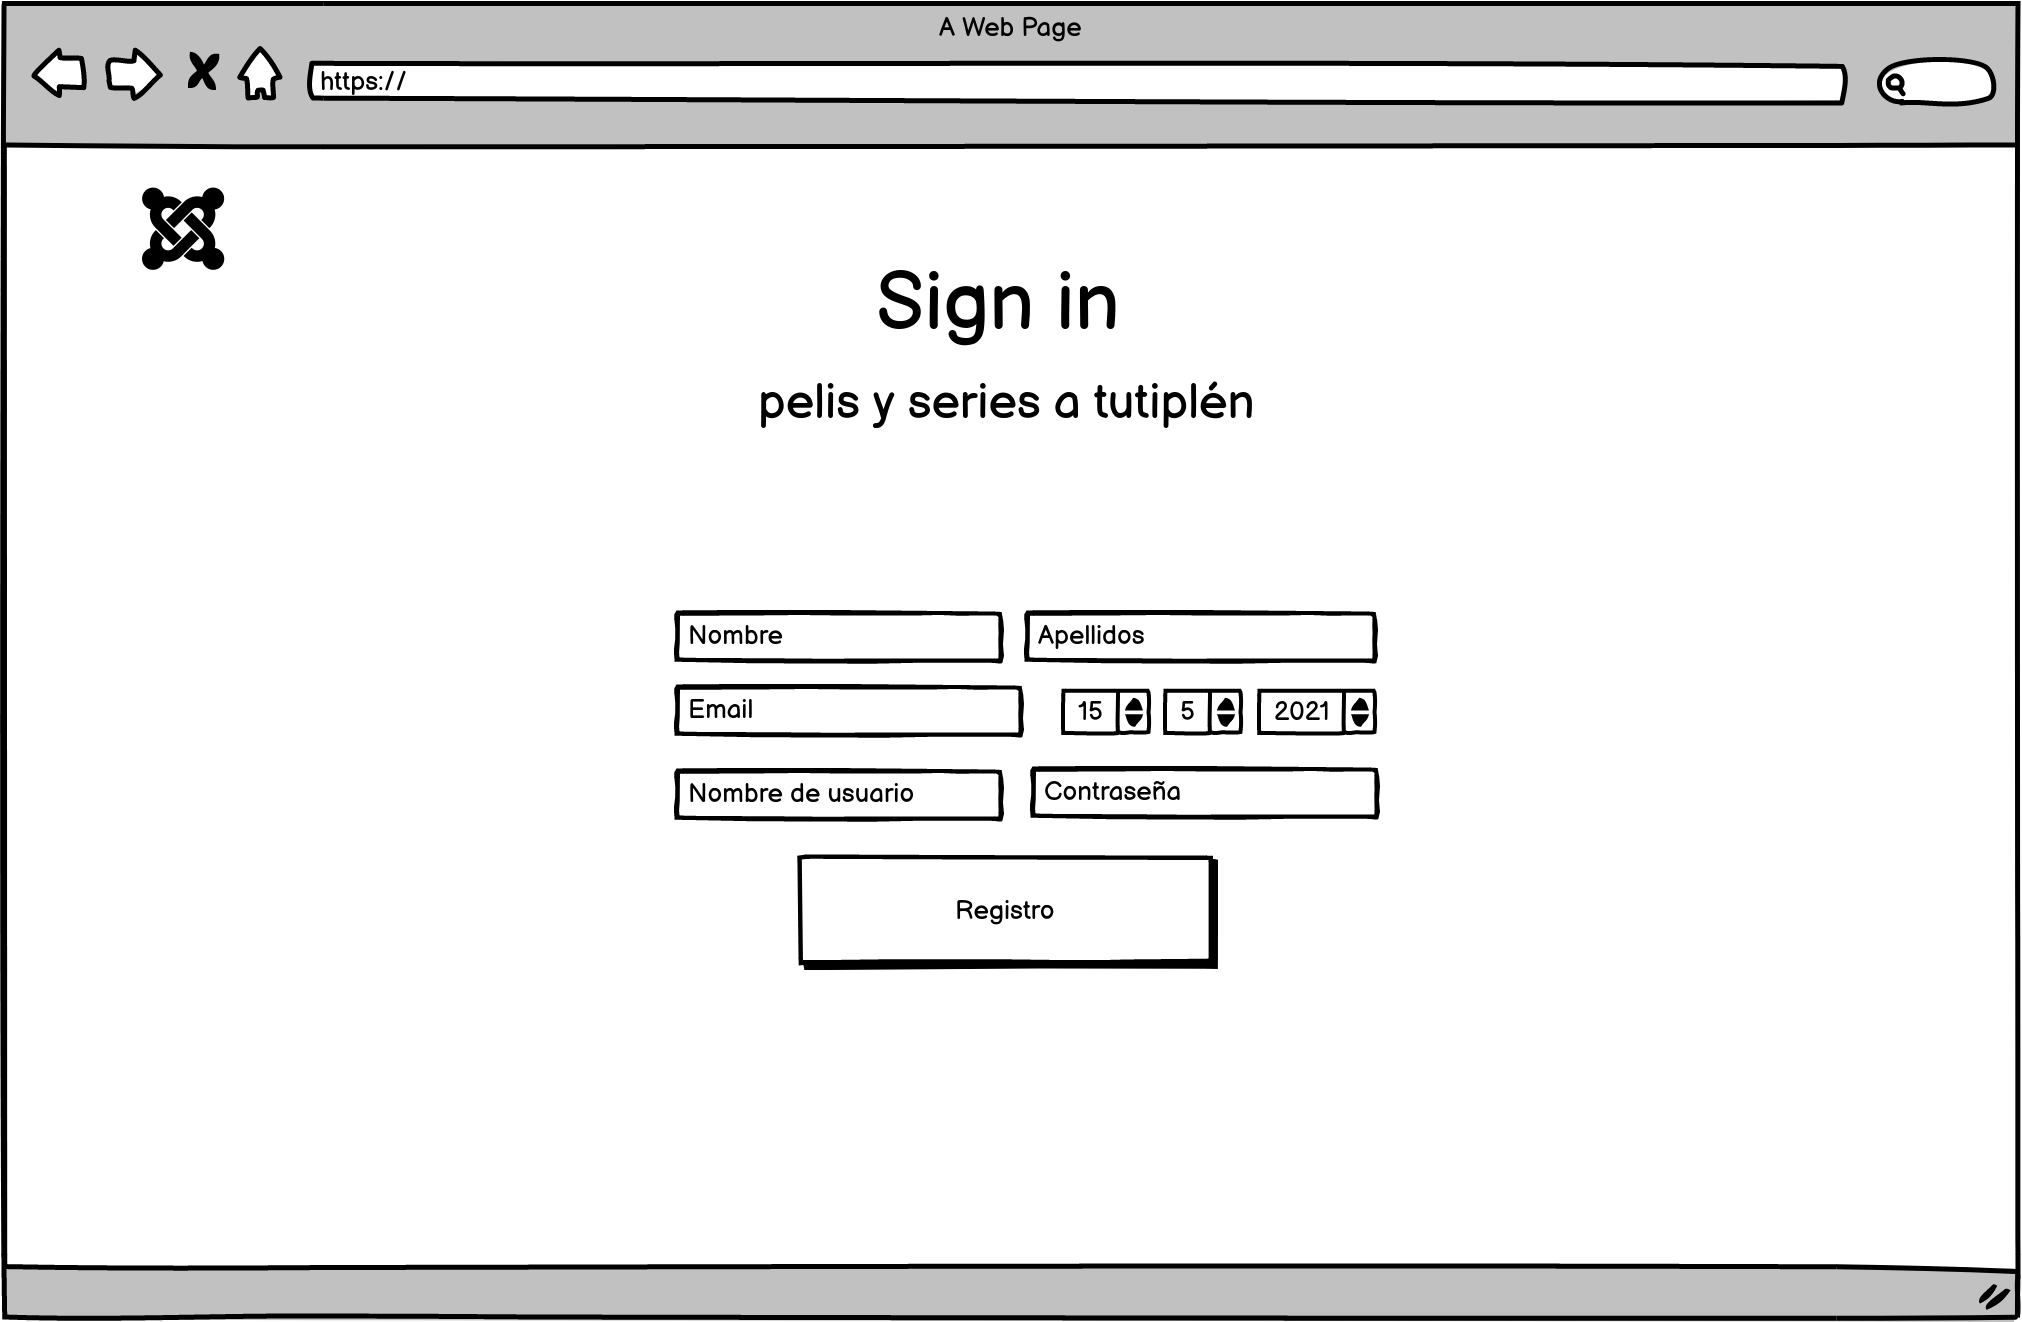 A Web Page
https://
Sign in
pelis y series a tutiplén
Nombre Apellidos
Email 15 5 2021
Nombre de usuario Contraseña
Registro